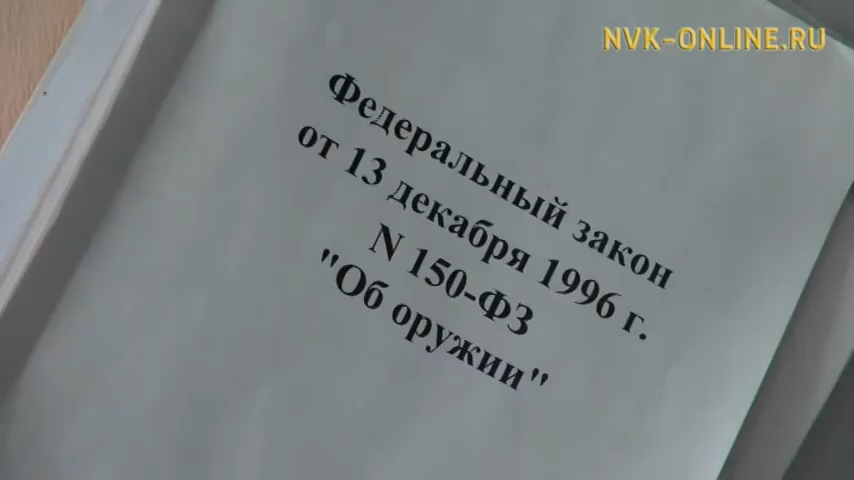 NVK-ONLINE.RU
Федеральный закон
от 13 декабря 1996 г.
N 150-ФЗ
"Об оружии"